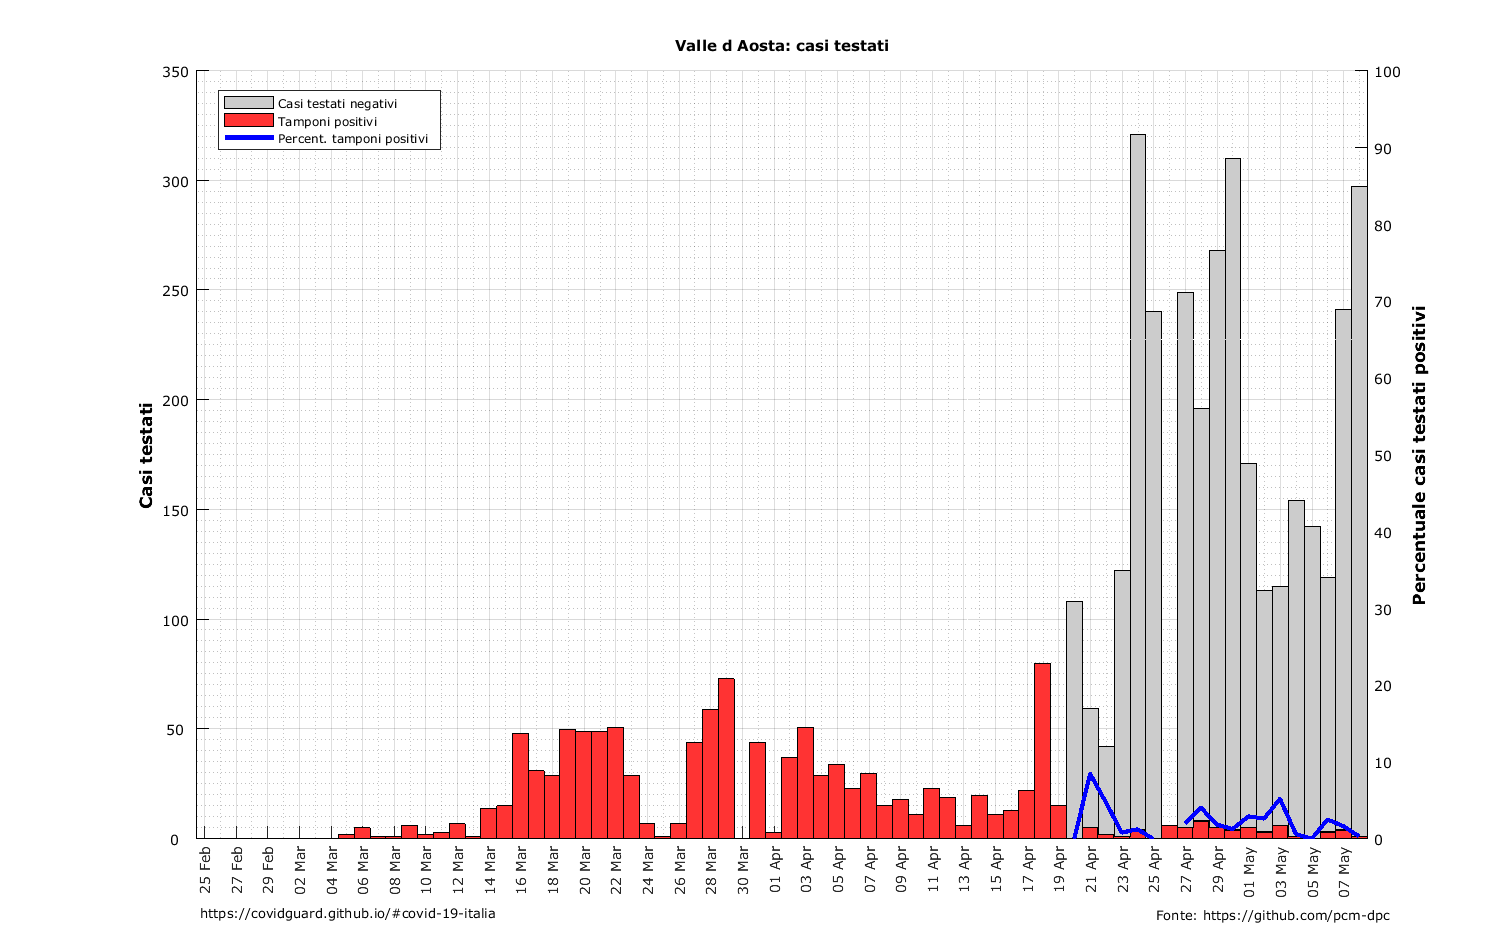 Valle d Aosta: casi testati
Casi testati negativi
Tamponi positivi
Percent. tamponi positivi
Casi testati
350
300
250
200
150
100
50
0
100
90
80
70
60
50
40
30
20
10
0
Percentuale casi testati positivi
25 Feb
27 Feb
29 Feb
02 Mar
04 Mar
06 Mar
08 Mar
10 Mar
12 Mar
14 Mar
16 Mar
18 Mar
20 Mar
22 Mar
24 Mar
26 Mar
28 Mar
30 Mar
01 Apr
03 Apr
05 Apr
07 Apr
09 Apr
11 Apr
13 Apr
15 Apr
17 Apr
19 Apr
21 Apr
23 Apr
25 Apr
27 Apr
29 Apr
01 May
03 May
05 May
07 May
https://covidguard.github.io/#covid-19-italia
Fonte: https://github.com/pcm-dpc